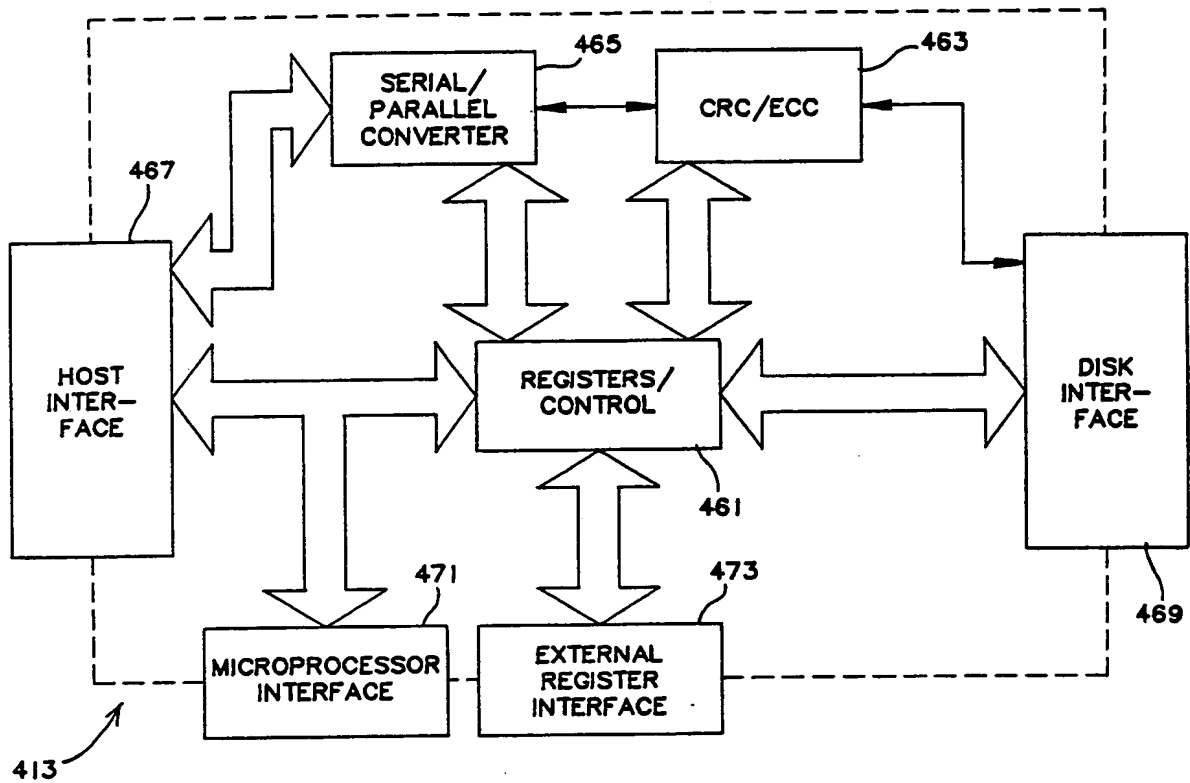 465
463
SERIAL/
PARALLEL
CONVERTER
CRC/ECC
467
HOST
INTER-
FACE
REGISTERS/
CONTROL
DISK
INTER-
FACE
461
471
473
469
MICROPROCESSOR
INTERFACE
EXTERNAL
REGISTER
INTERFACE
413